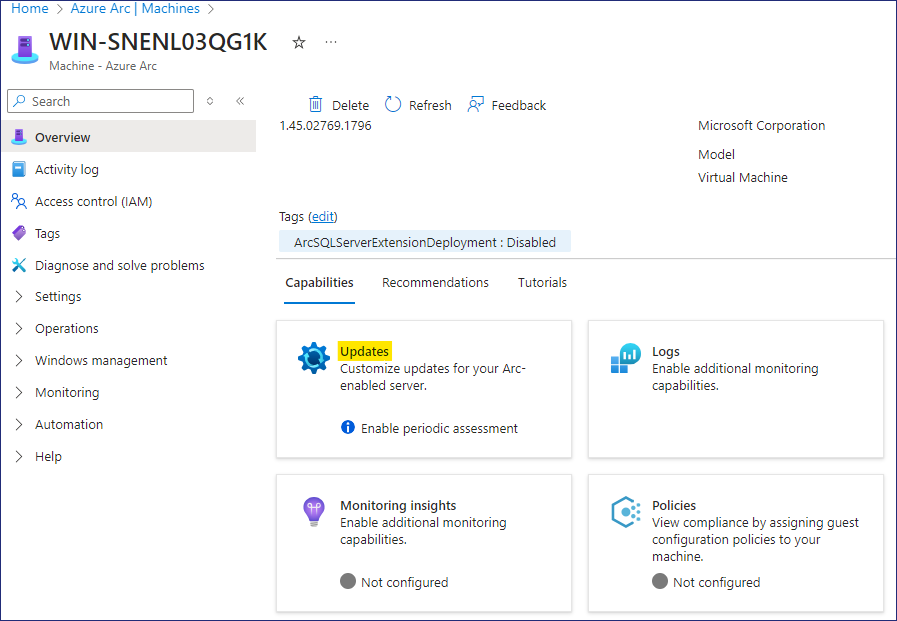 Home > Azure Arc | Machines >
WIN-SNENL03QG1K
Machine - Azure Arc
Search
Overview
Activity log
Access control (IAM)
Tags
Diagnose and solve problems
Settings
Operations
Windows management
Monitoring
Automation
Help
Delete Refresh Feedback
1.45.02769.1796
Microsoft Corporation
Model
Virtual Machine
Tags (edit)
ArcSQLServerExtensionDeployment : Disabled
Capabilities Recommendations Tutorials
Updates
Customize updates for your Arc-
enabled server.
Enable periodic assessment
Logs
Enable additional monitoring
capabilities.
Monitoring insights
Enable additional monitoring
capabilities.
Not configured
Policies
View compliance by assigning guest
configuration policies to your
machine.
Not configured